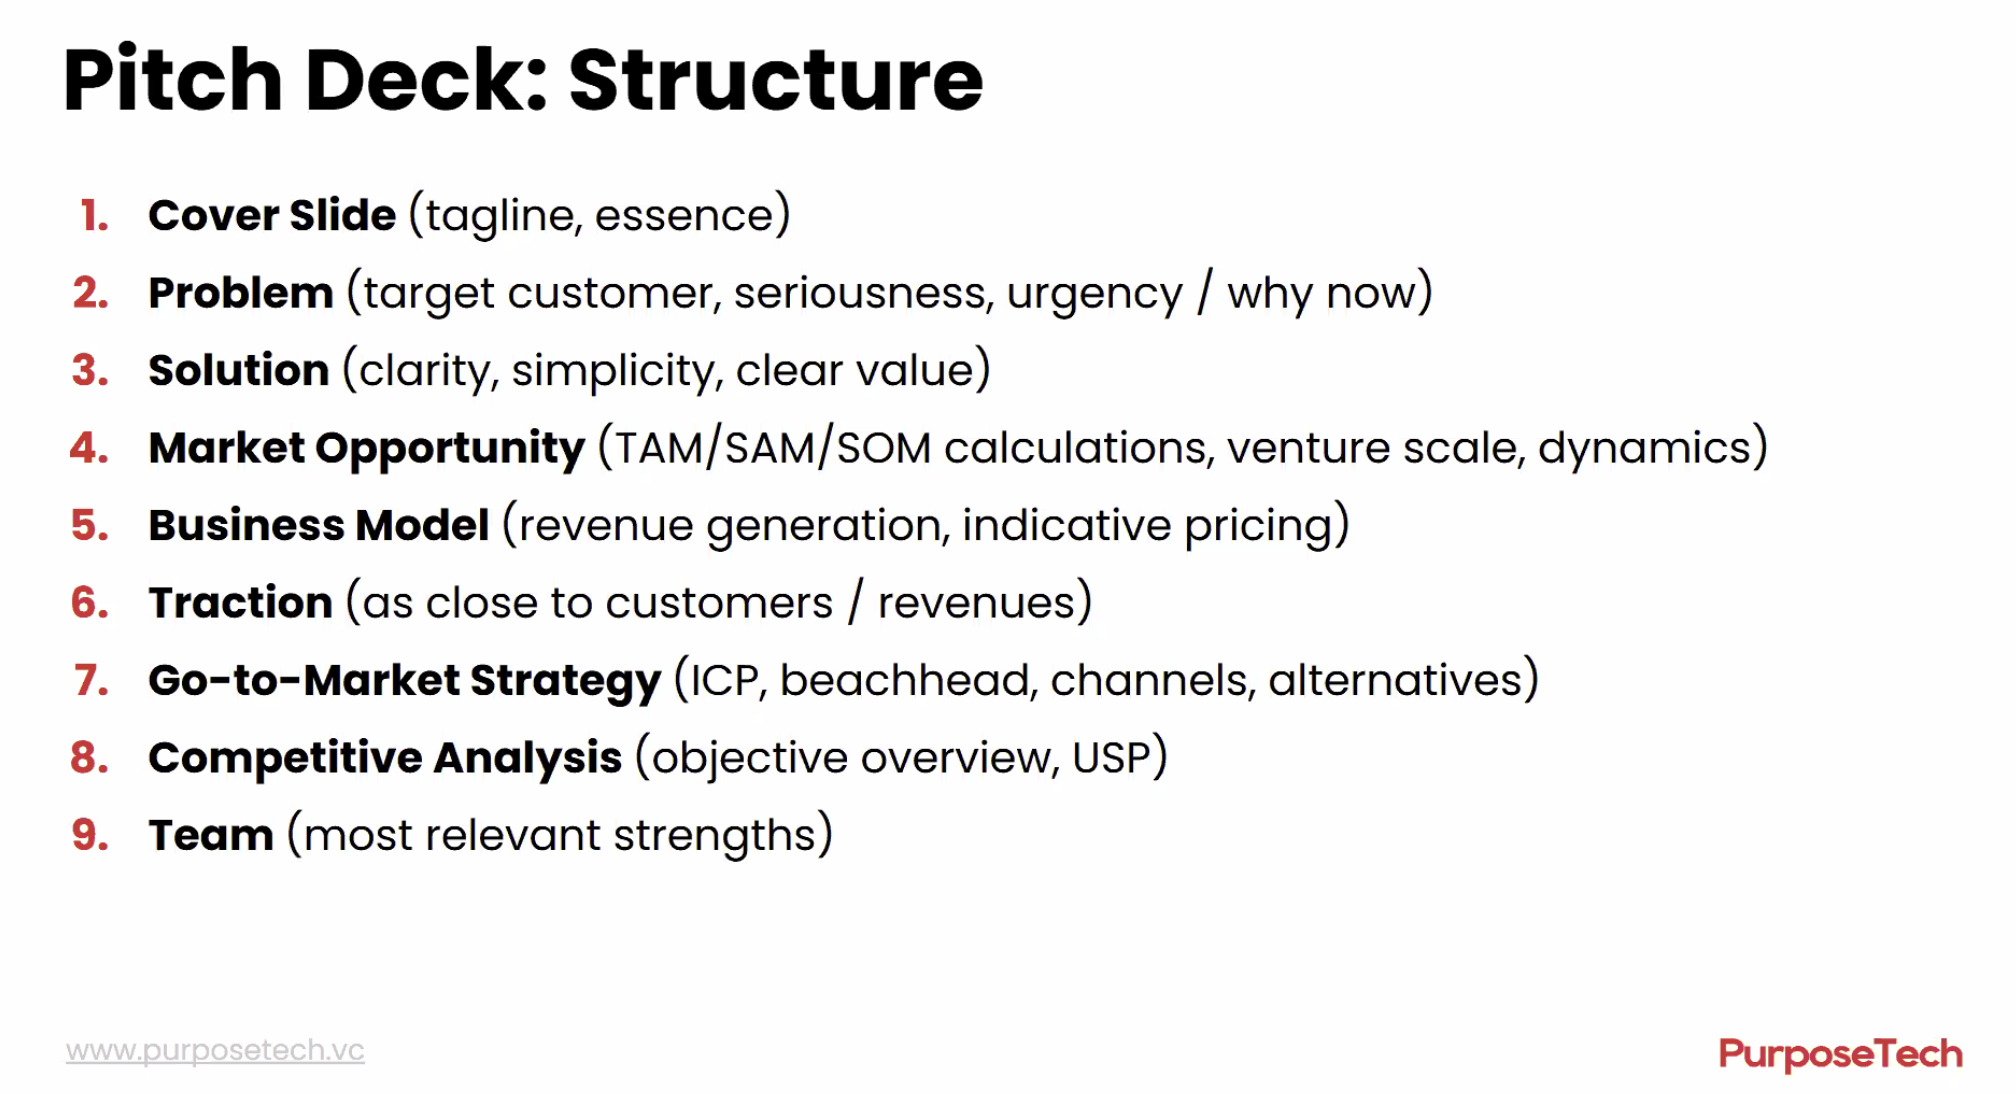 Pitch Deck: Structure
1. Cover Slide (tagline, essence)
2. Problem (target customer, seriousness, urgency / why now)
3. Solution (clarity, simplicity, clear value)
4. Market Opportunity (TAM/SAM/SOM calculations, venture scale, dynamics)
5. Business Model (revenue generation, indicative pricing)
6. Traction (as close to customers / revenues)
7. Go-to-Market Strategy (ICP, beachhead, channels, alternatives)
8. Competitive Analysis (objective overview, USP)
9. Team (most relevant strengths)
www.purposetech.vc
PurposeTech